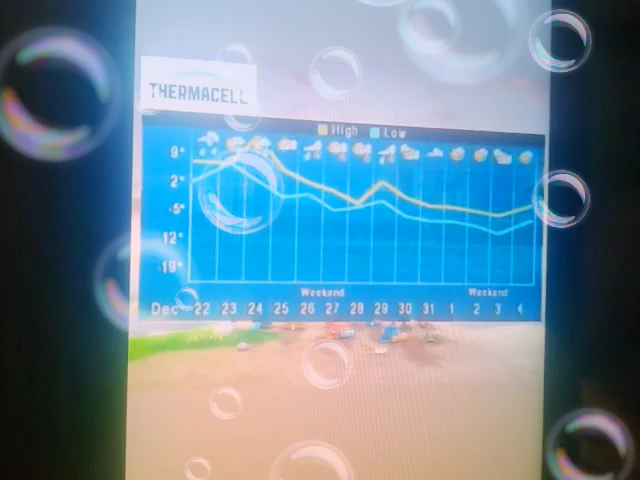 THERMACELL
High Low
9°
2°
-5°
-12°
-19°
Weekend Weekend
Dec 22 23 24 25 26 27 28 29 30 31 1 2 3 4